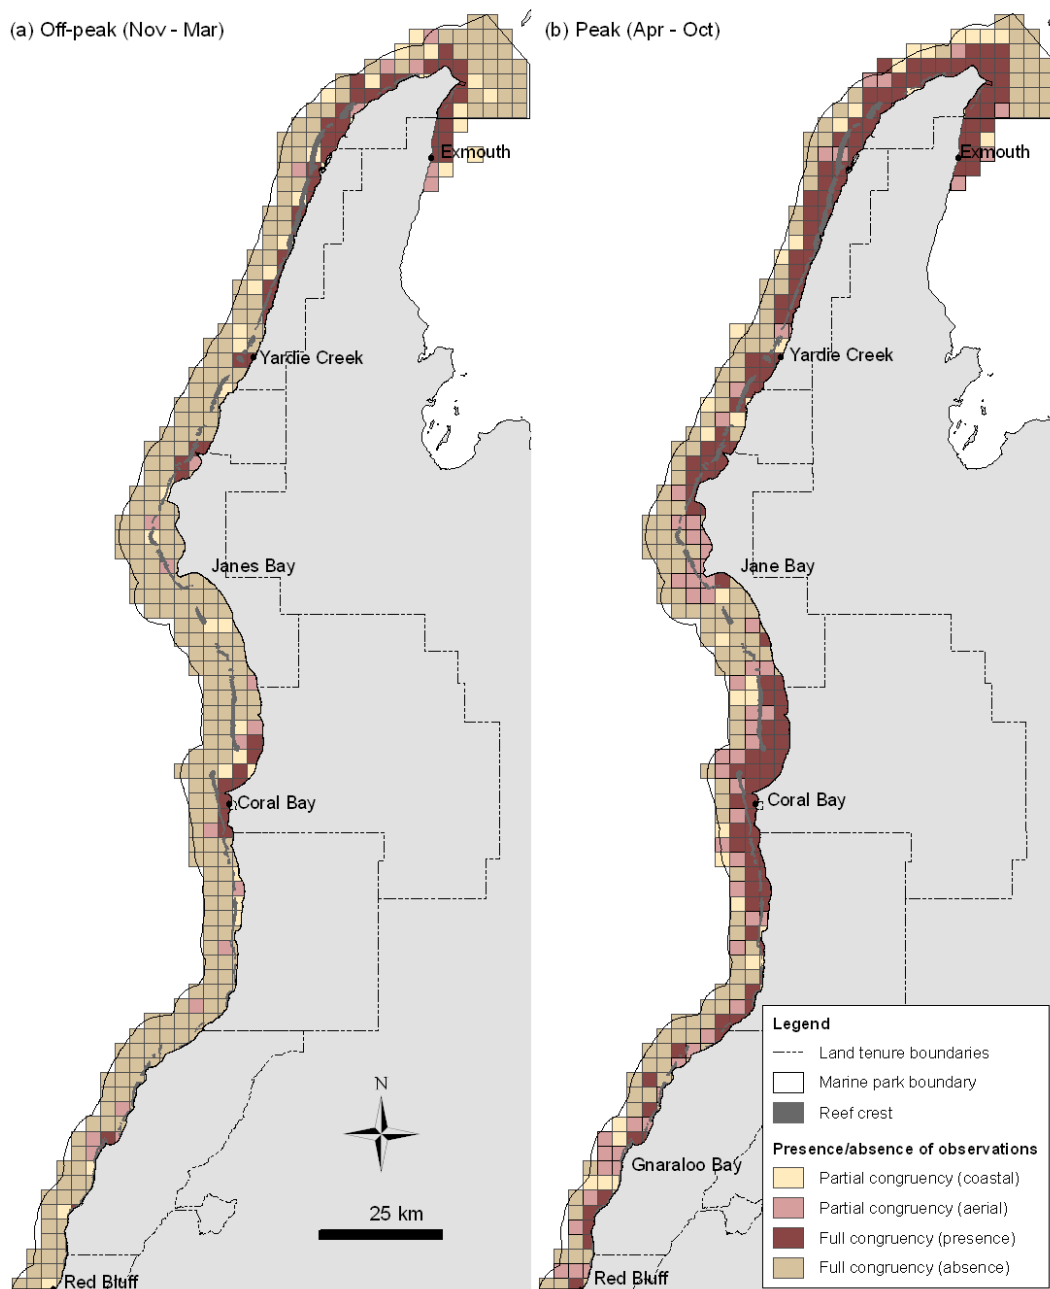 (a) Off-peak (Nov - Mar)
(b) Peak (Apr - Oct)
Exmouth
Exmouth
Yardie Creek
Yardie Creek
Janes Bay
Jane Bay
Coral Bay
Coral Bay
Gnaraloo Bay
Red Bluff
Red Bluff
N
25 km
Legend
Land tenure boundaries
Marine park boundary
Reef crest
Presence/absence of observations
Partial congruency (coastal)
Partial congruency (aerial)
Full congruency (presence)
Full congruency (absence)